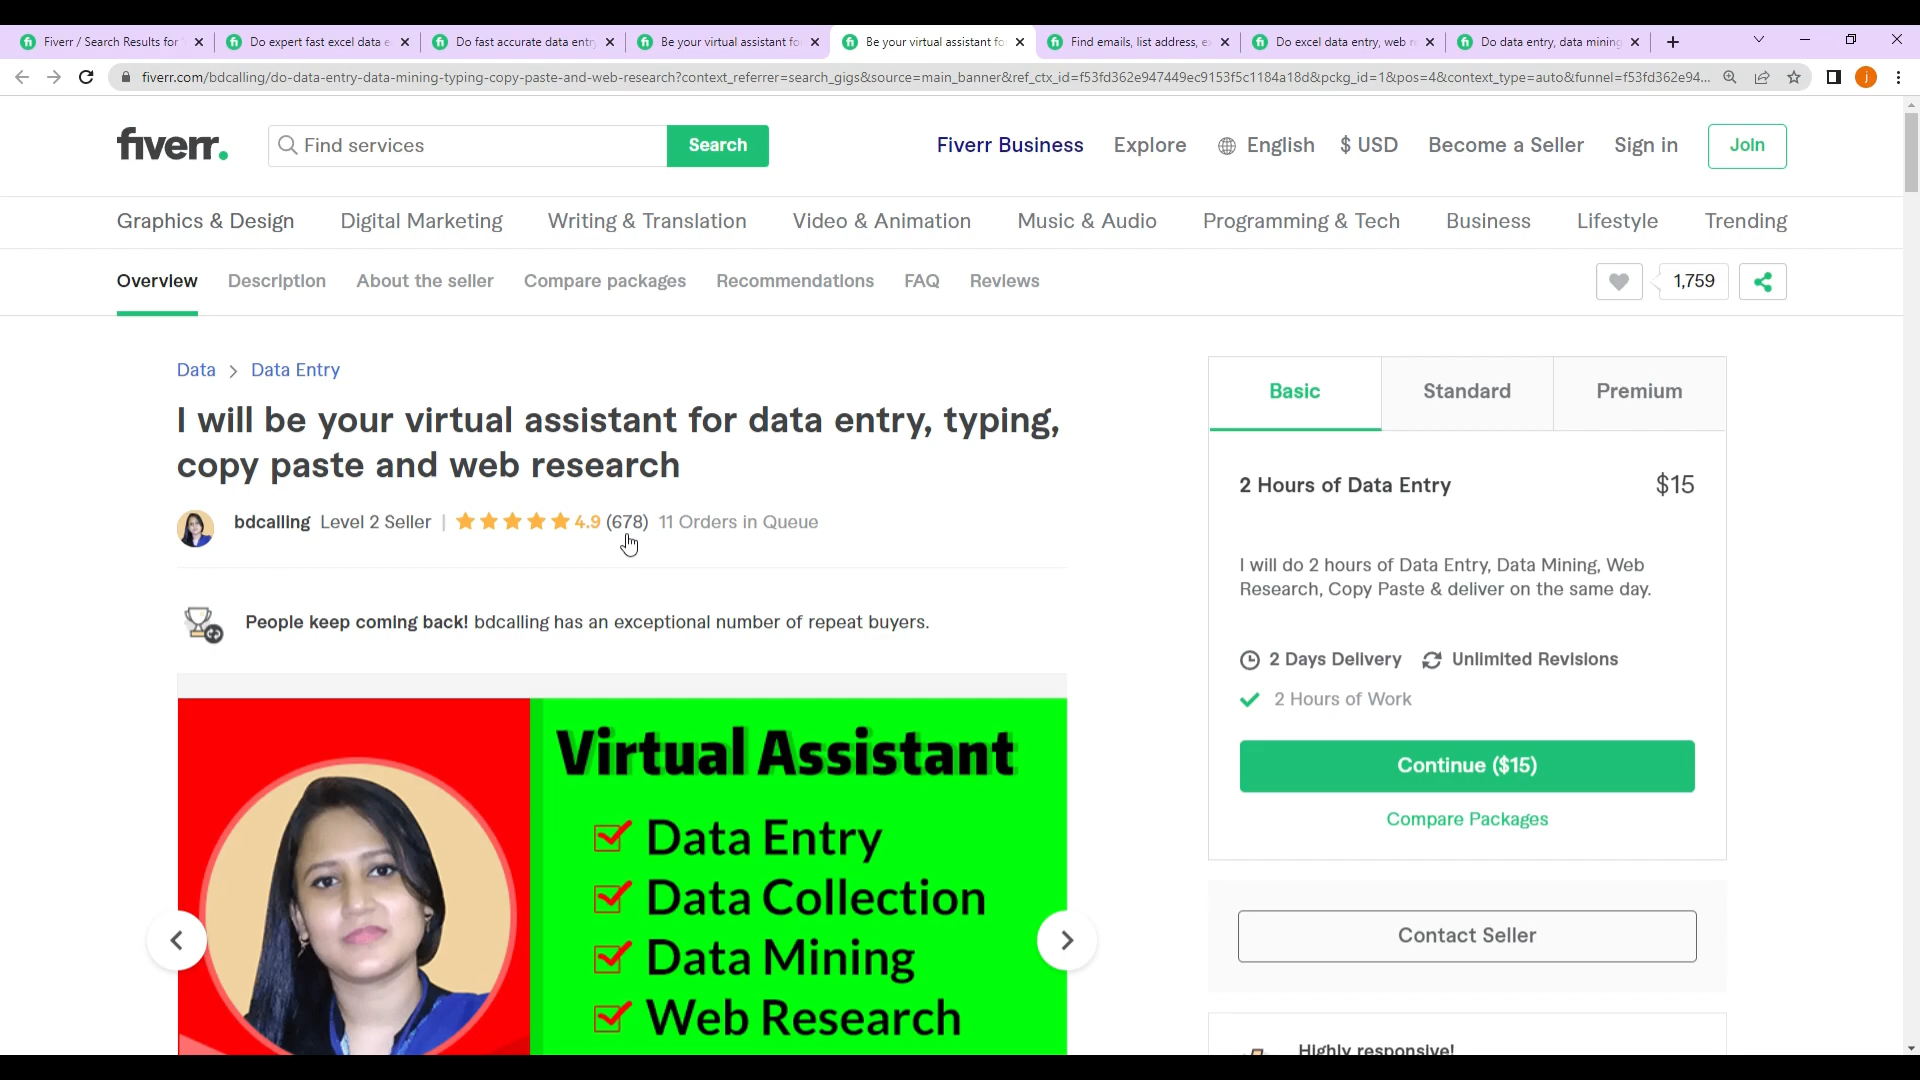 Fiverr / Search Results for
Do expert fast excel data e
Do fast accurate data entr
Be your virtual assistant fo
Be your virtual assistant fo
Find emails, list address, e
Do excel data entry, web r
Do data entry, data mining
fiverr.com/bdcalling/do-data-entry-data-mining-typing-copy-paste-and-web-research?context_referrer=search_gigs&source=main_banner&ref_ctx_id=f53fd362e947449ec9153f5c1184a18d&pckg_id=1&pos=4&context_type=auto&funnel=f53fd362e94...
j
fiverr.
Find services
Search
Fiverr Business
Explore
English
$ USD
Become a Seller
Sign in
Join
Graphics & Design
Digital Marketing
Writing & Translation
Video & Animation
Music & Audio
Programming & Tech
Business
Lifestyle
Trending
Overview
Description
About the seller
Compare packages
Recommendations
FAQ
Reviews
1,759
Data > Data Entry
I will be your virtual assistant for data entry, typing,
copy paste and web research
bdcalling Level 2 Seller | 4.9 (678) 11 Orders in Queue
People keep coming back! bdcalling has an exceptional number of repeat buyers.
Virtual Assistant
Data Entry
Data Collection
Data Mining
Web Research
Basic
Standard
Premium
2 Hours of Data Entry
$15
I will do 2 hours of Data Entry, Data Mining, Web
Research, Copy Paste & deliver on the same day.
2 Days Delivery
Unlimited Revisions
2 Hours of Work
Continue ($15)
Compare Packages
Contact Seller
Highly responsive!